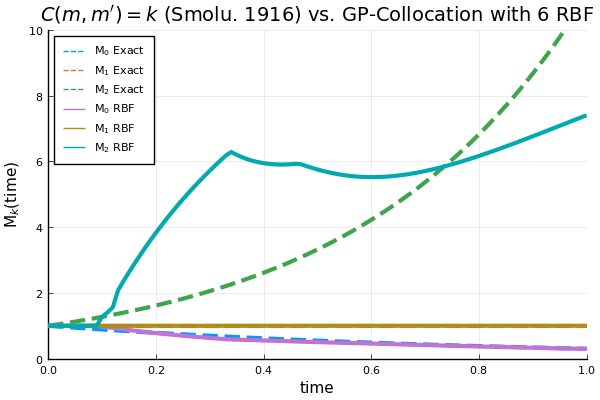 C(m, m′) = k (Smolu. 1916) vs. GP-Collocation with 6 RBF
10
8
6
4
2
0
Mₖ(time)
M₀ Exact
M₁ Exact
M₂ Exact
M₀ RBF
M₁ RBF
M₂ RBF
0.0 0.2 0.4 0.6 0.8 1.0
time